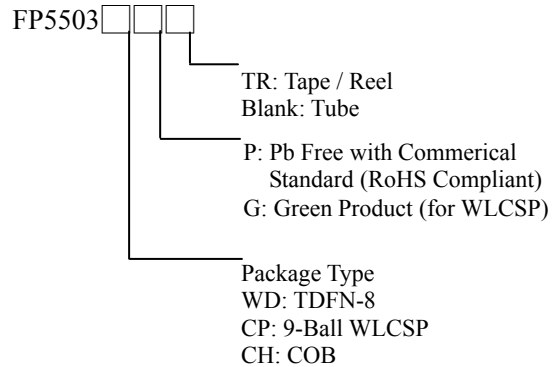 FP5503
TR: Tape / Reel
Blank: Tube
P: Pb Free with Commerical
Standard (RoHS Compliant)
G: Green Product (for WLCSP)
Package Type
WD: TDFN-8
CP: 9-Ball WLCSP
CH: COB